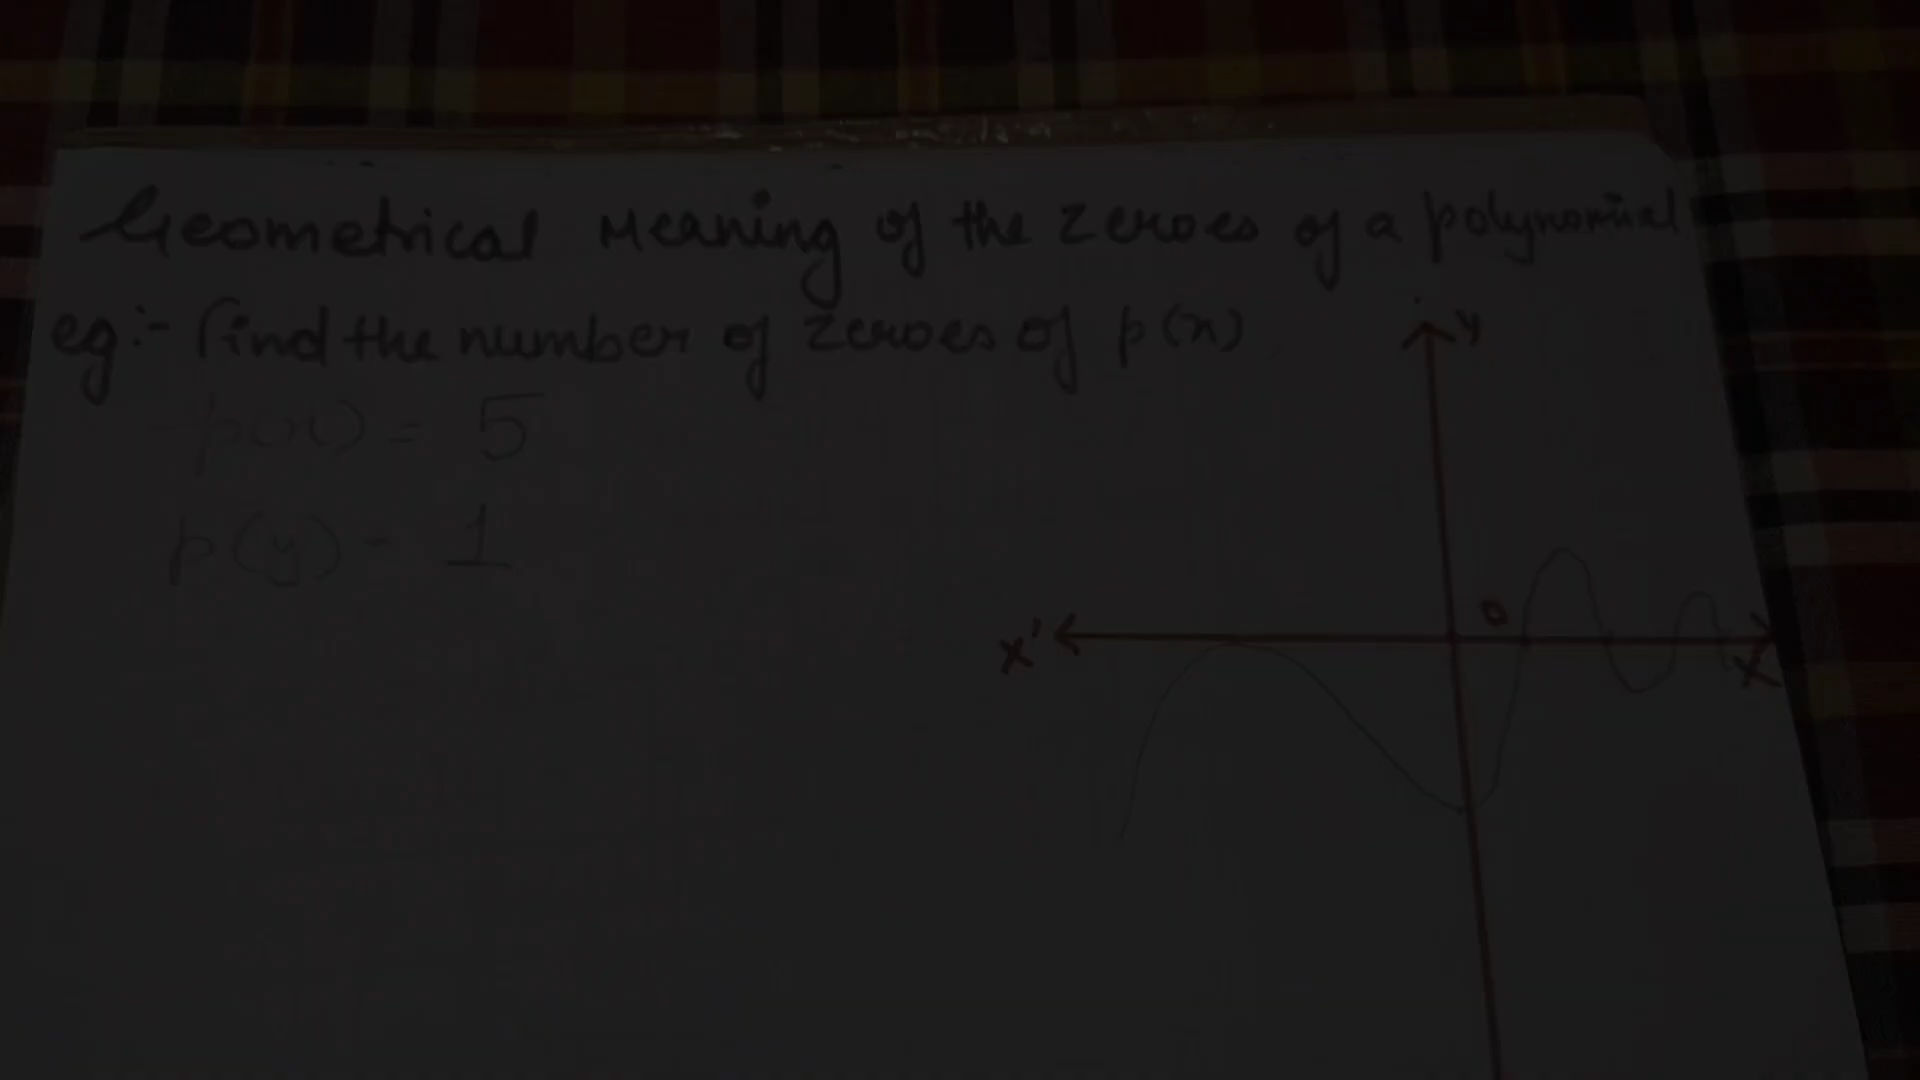 Geometrical Meaning of the zeroes of a polynomial
eg:- find the number of zeroes of p(x)
p(x) = 5
p(y) = 1
y
O
X'
X